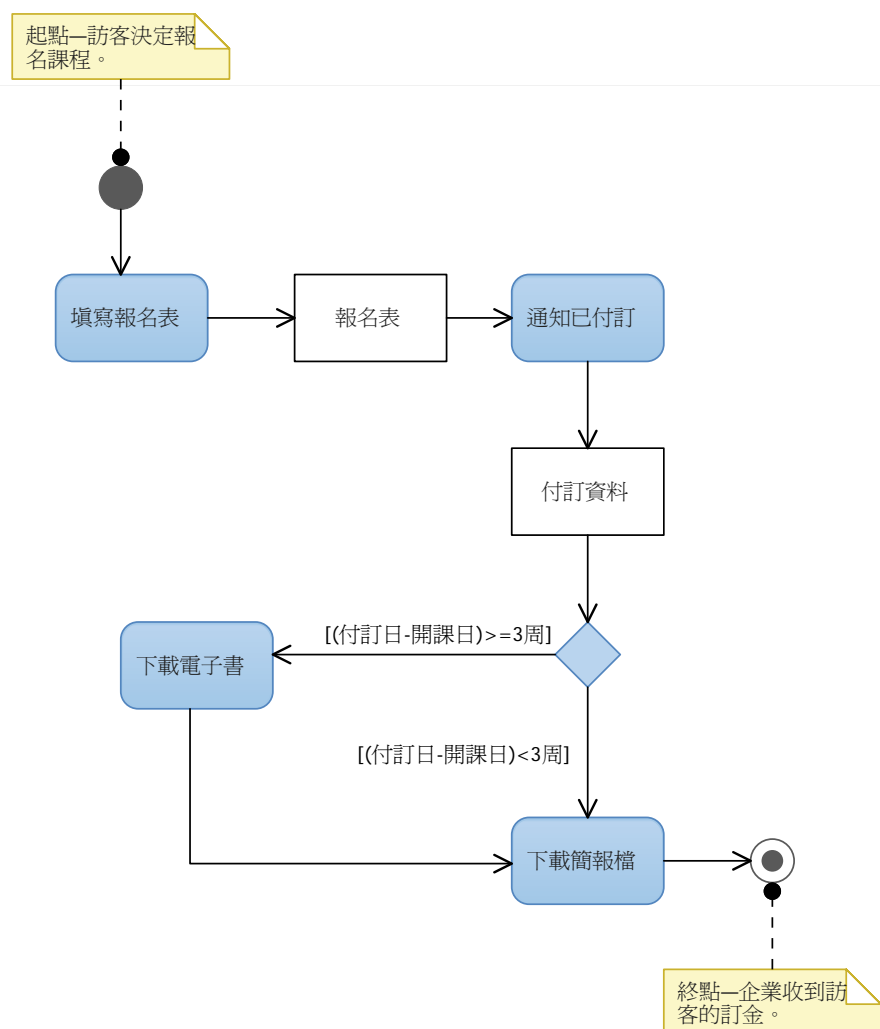 起點—訪客決定報
名課程。
填寫報名表
報名表
通知已付訂
付訂資料
[(付訂日-開課日)>=3周]
下載電子書
[(付訂日-開課日)<3周]
下載簡報檔
終點—企業收到訪
客的訂金。